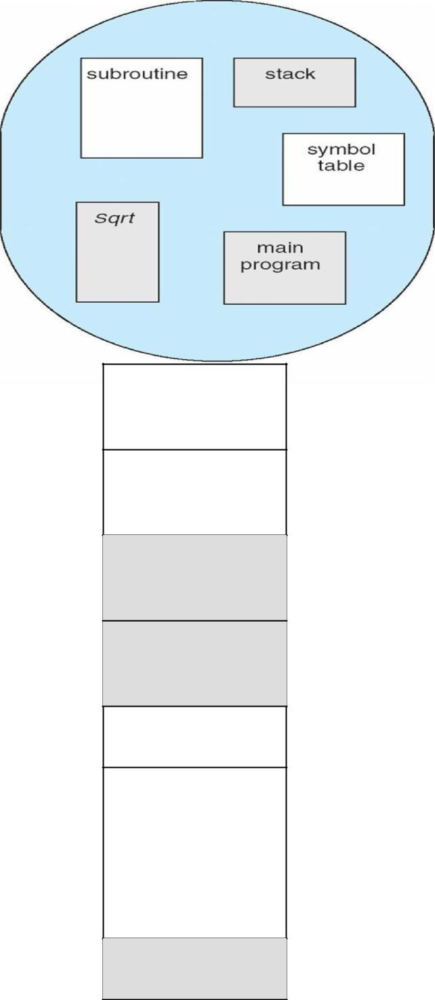 subroutine
stack
symbol
table
Sqrt
main
program